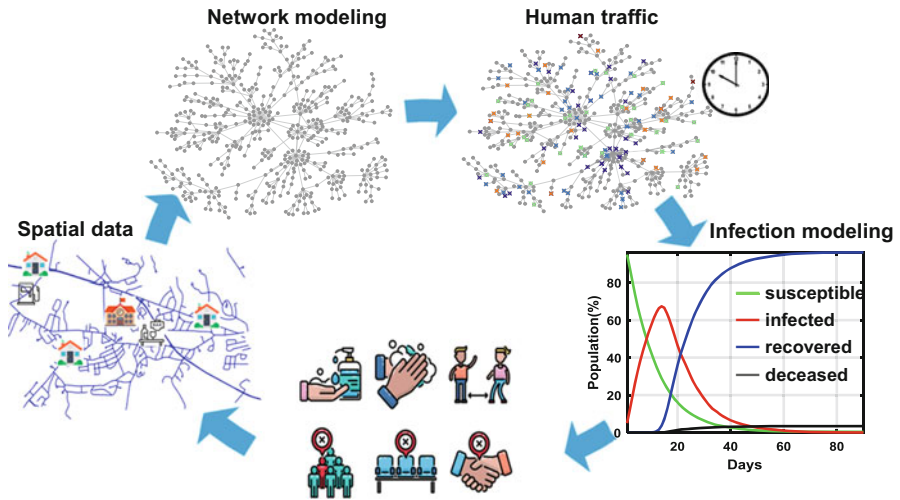 Network modeling
Human traffic
Spatial data
Infection modeling
Population(%)
80
60
40
20
0
susceptible
infected
recovered
deceased
20
40
60
80
Days